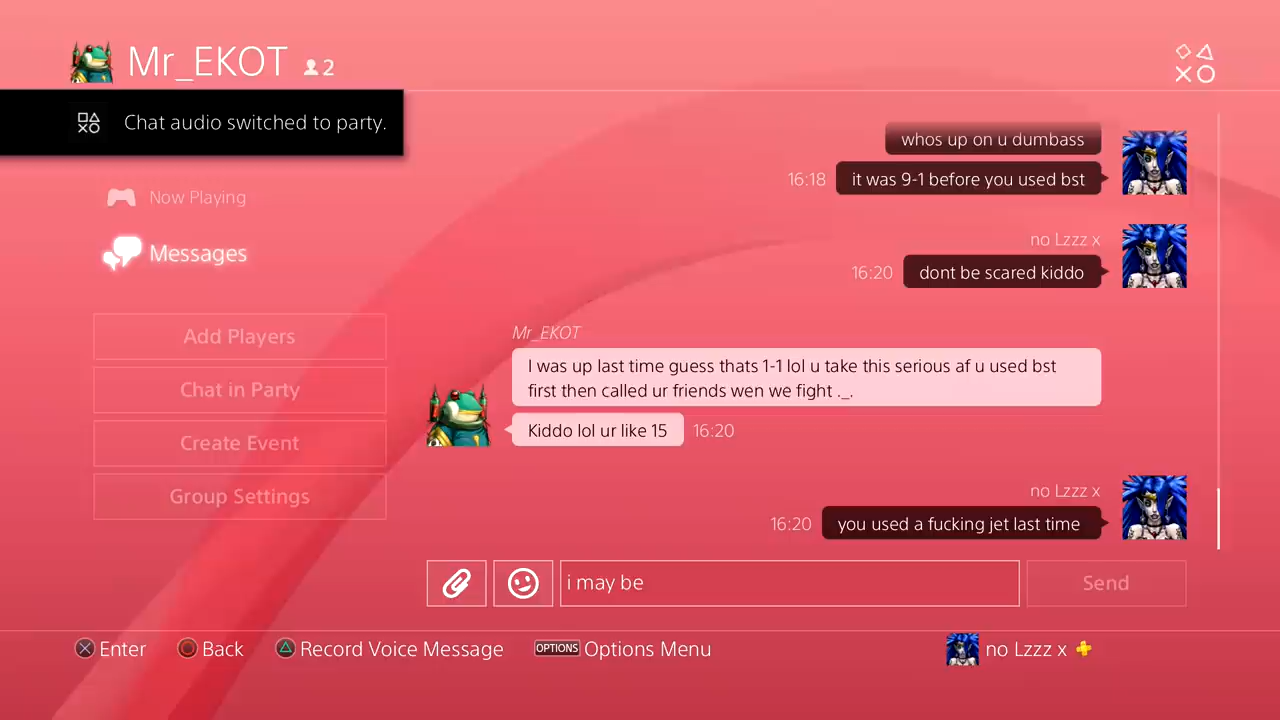 Mr_EKOT 2
Chat audio switched to party.
Now Playing
Messages
Add Players
Chat in Party
Create Event
Group Settings
whos up on u dumbass
16:18 it was 9-1 before you used bst
no Lzzz x
16:20 dont be scared kiddo
Mr_EKOT
I was up last time guess thats 1-1 lol u take this serious af u used bst
first then called ur friends wen we fight ._.
Kiddo lol ur like 15 16:20
no Lzzz x
16:20 you used a fucking jet last time
i may be
Send
Enter Back Record Voice Message OPTIONS Options Menu no Lzzz x